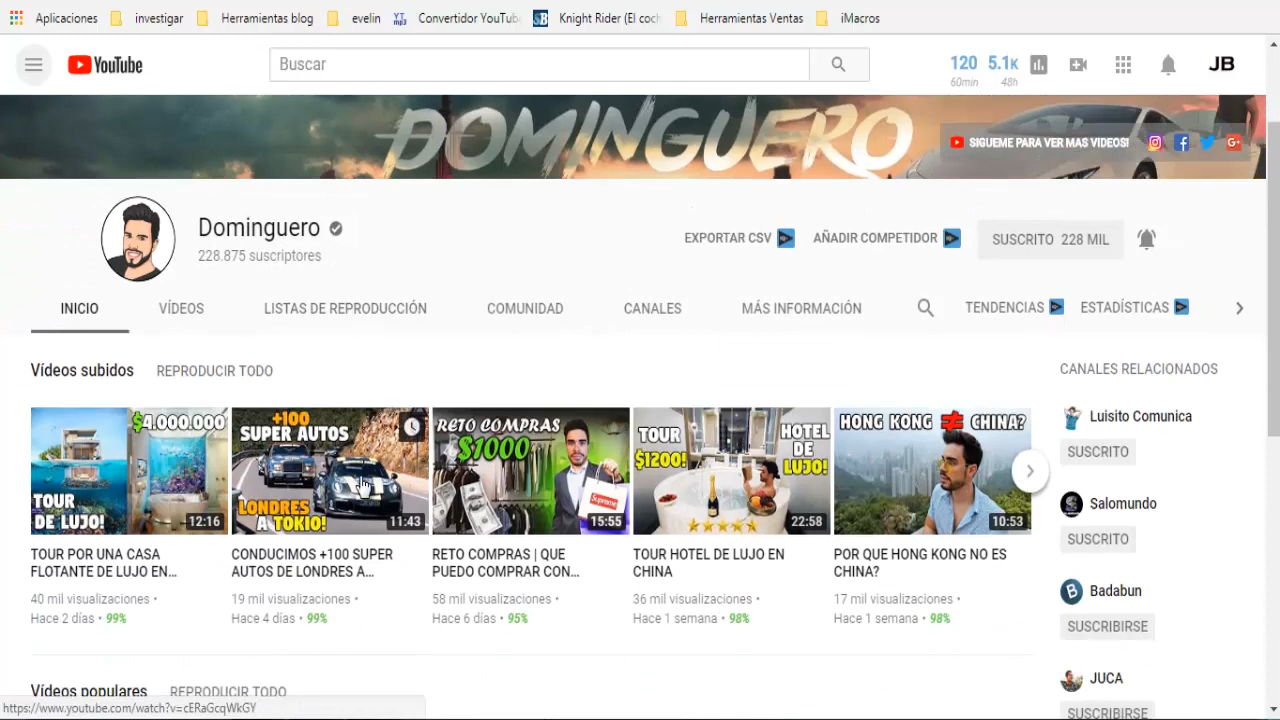 Aplicaciones investigar Herramientas blog evelin Convertidor YouTub Knight Rider (El coch Herramientas Ventas iMacros
YouTube Buscar 120 5.1K JB
60min 48h
DOMINGUERO
SIGUEME PARA VER MAS VIDEOS!
Dominguero
228.875 suscriptores
EXPORTAR CSV AÑADIR COMPETIDOR SUSCRITO 228 MIL
INICIO VÍDEOS LISTAS DE REPRODUCCIÓN COMUNIDAD CANALES MÁS INFORMACIÓN TENDENCIAS ESTADÍSTICAS
Vídeos subidos REPRODUCIR TODO
$4.000.000
TOUR
DE LUJO!
12:16
TOUR POR UNA CASA
FLOTANTE DE LUJO EN...
40 mil visualizaciones •
Hace 2 días • 99%
+100
SUPER AUTOS
LONDRES
A TOKIO!
11:43
CONDUCIMOS +100 SUPER
AUTOS DE LONDRES A...
19 mil visualizaciones •
Hace 4 días • 99%
RETO COMPRAS
$1000
Supreme
15:55
RETO COMPRAS | QUE
PUEDO COMPRAR CON...
58 mil visualizaciones •
Hace 6 días • 95%
TOUR
$1200!
HOTEL
DE
LUJO!
22:58
TOUR HOTEL DE LUJO EN
CHINA
36 mil visualizaciones •
Hace 1 semana • 98%
HONG KONG ≠ CHINA?
10:53
POR QUE HONG KONG NO ES
CHINA?
17 mil visualizaciones •
Hace 1 semana • 98%
CANALES RELACIONADOS
Luisito Comunica
SUSCRITO
Salomundo
SUSCRITO
Badabun
SUSCRIBIRSE
JUCA
SUSCRIBIRSE
Vídeos populares REPRODUCIR TODO
https://www.youtube.com/watch?v=cERaGcqWkGY